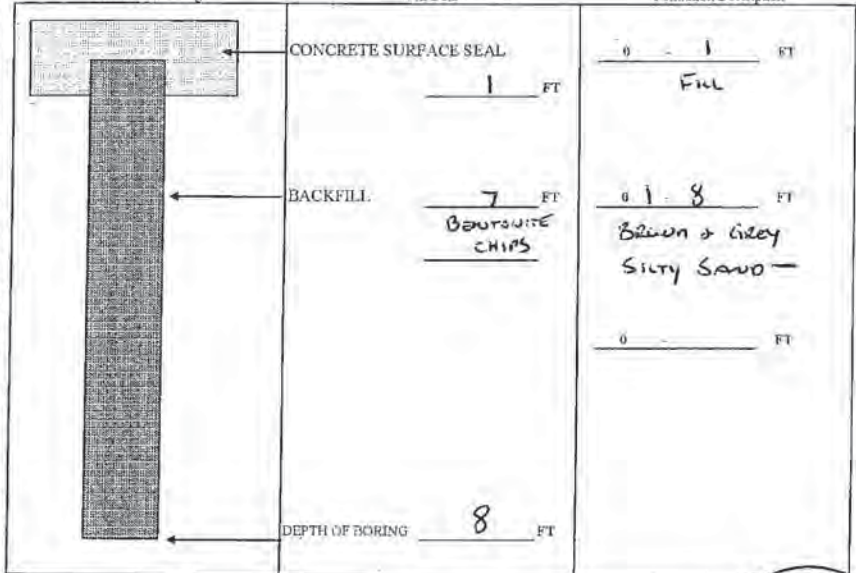 CONCRETE SURFACE SEAL
1 FT
BACKFILL
7 FT
BENTONITE
CHIPS
DEPTH OF BORING 8 FT
0 - 1 FT
FILL
0 1 - 8 FT
BROWN & GREY
SILTY SAND
0 - FT